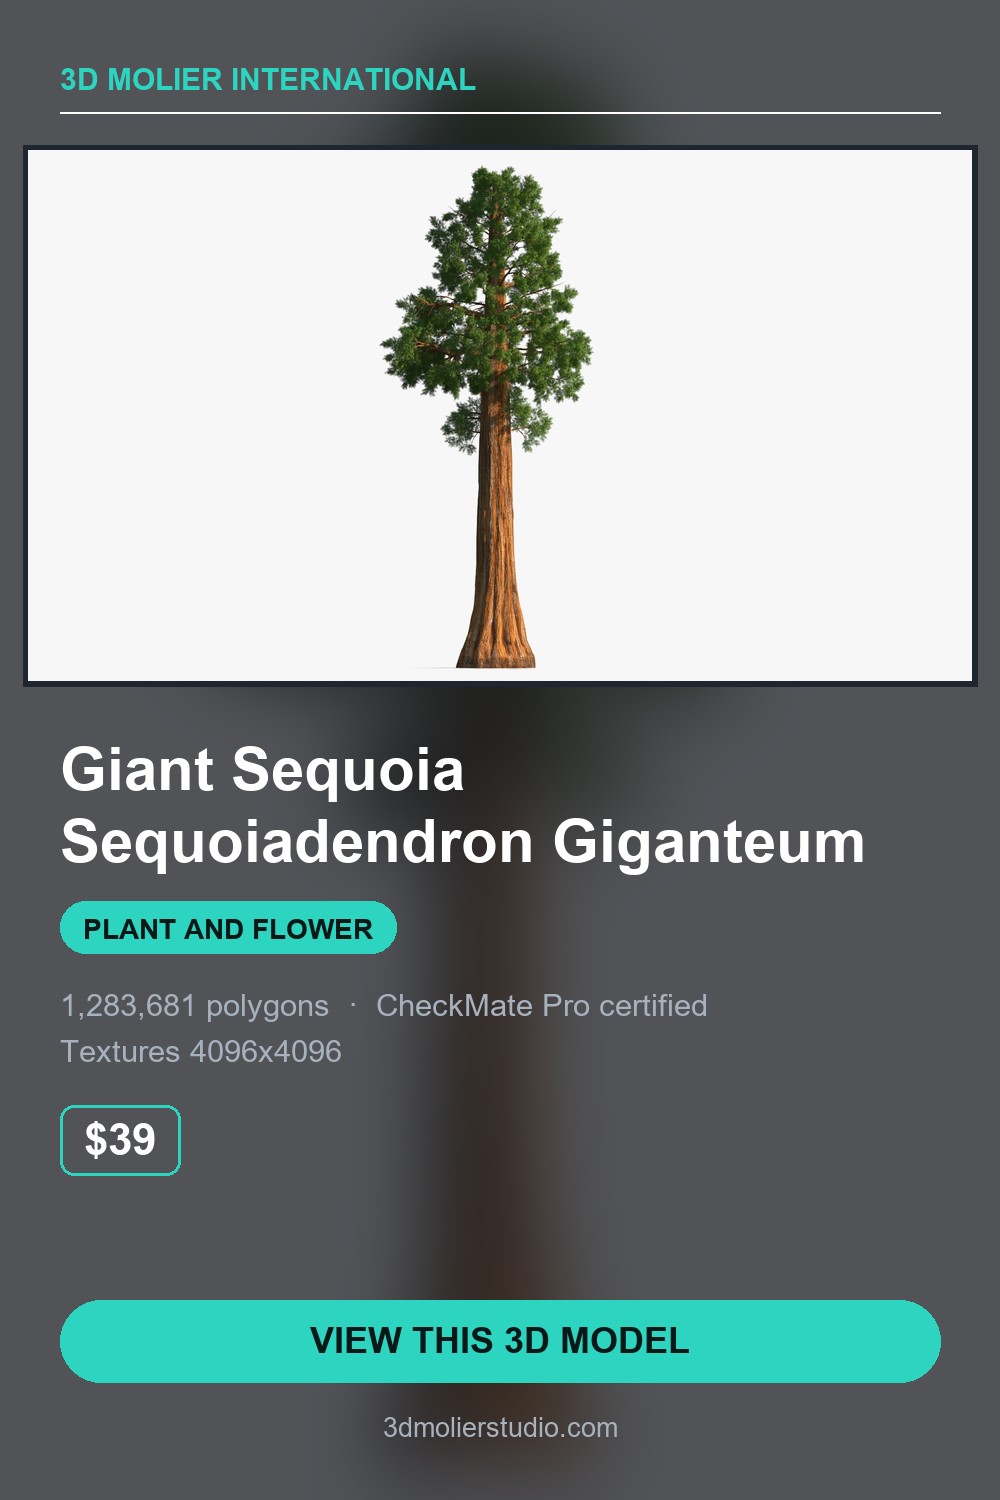 3D MOLIER INTERNATIONAL
Giant Sequoia
Sequoiadendron Giganteum
PLANT AND FLOWER
1,283,681 polygons · CheckMate Pro certified
Textures 4096x4096
$39
VIEW THIS 3D MODEL
3dmolierstudio.com